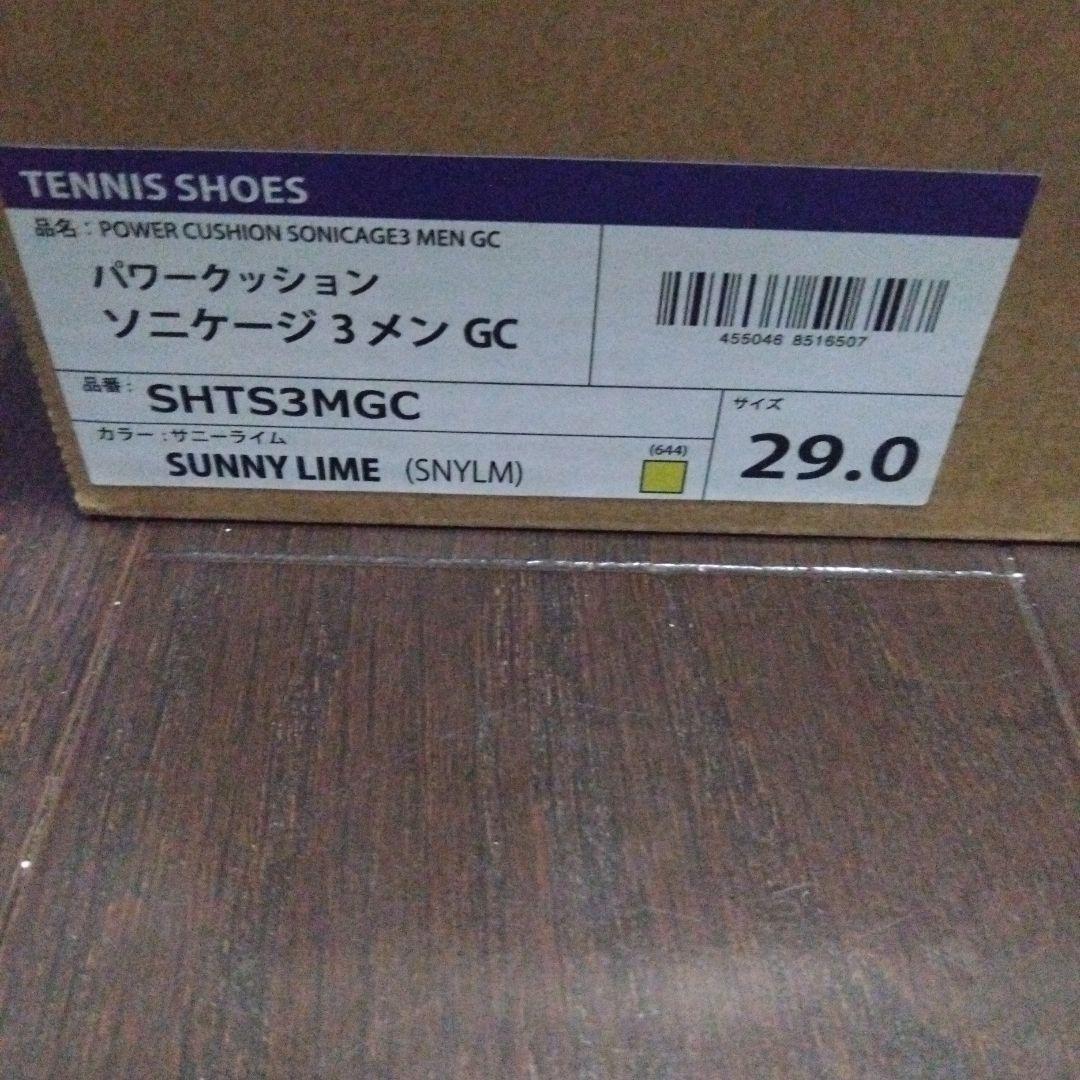 TENNIS SHOES
品名：POWER CUSHION SONICAGE3 MEN GC
パワークッション
ソニケージ 3 メン GC
455046 8516507
品番：
SHTS3MGC
カラー：サニーライム
SUNNY LIME (SNYLM)
(644)
サイズ
29.0